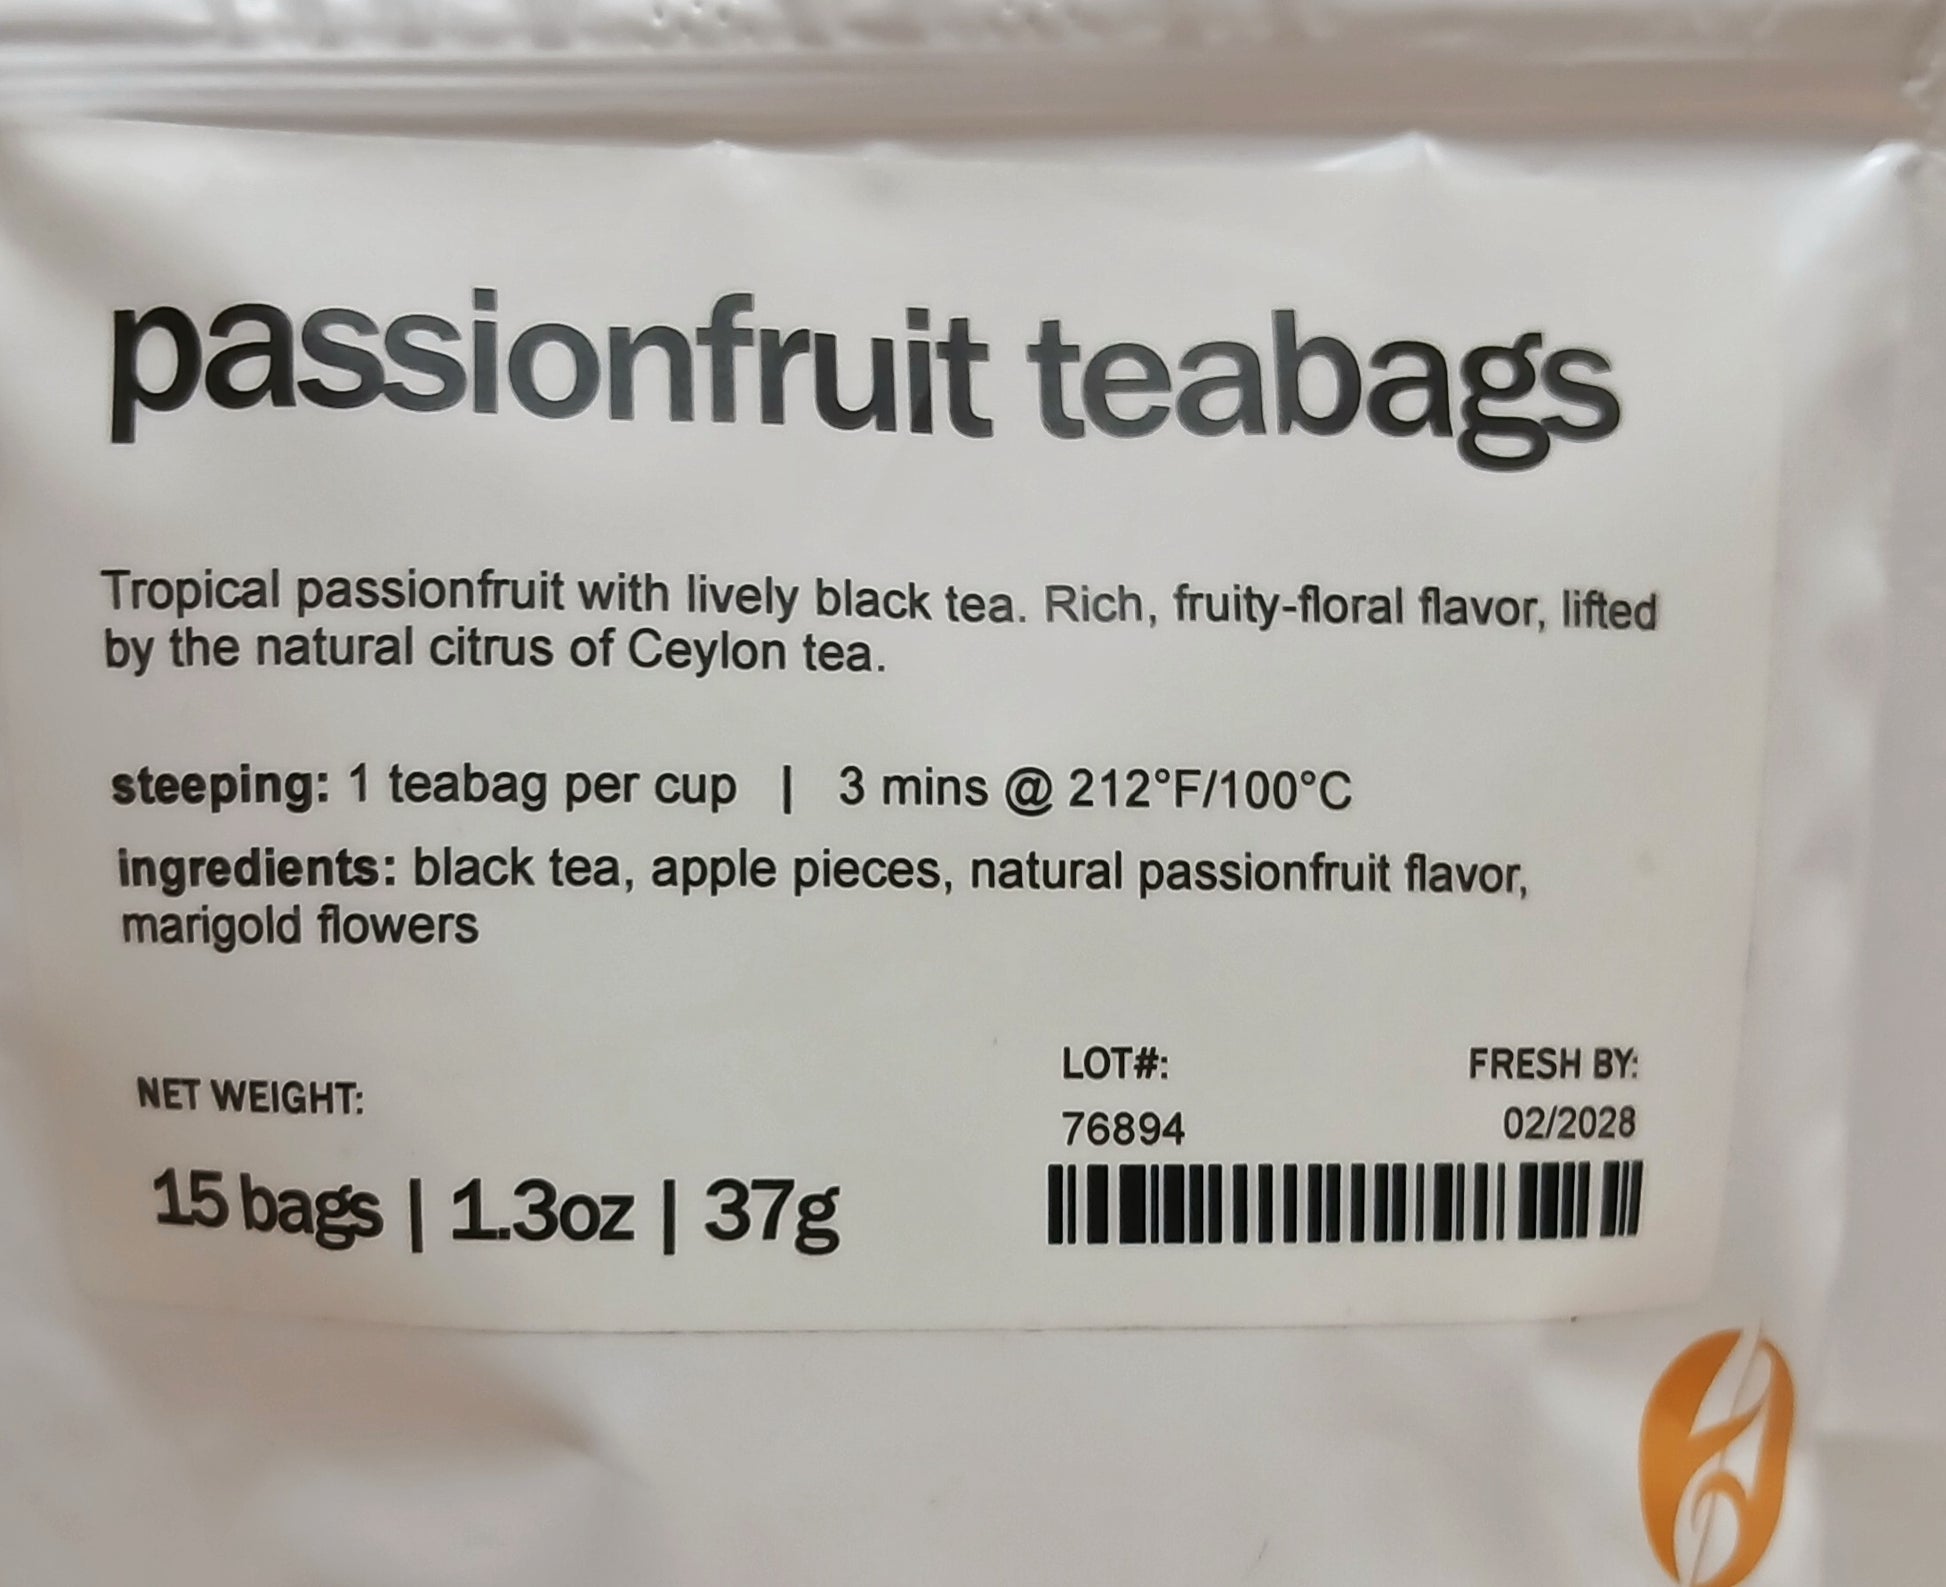 passionfruit teabags
Tropical passionfruit with lively black tea. Rich, fruity-floral flavor, lifted
by the natural citrus of Ceylon tea.
steeping: 1 teabag per cup | 3 mins @ 212°F/100°C
ingredients: black tea, apple pieces, natural passionfruit flavor,
marigold flowers
NET WEIGHT:
15 bags | 1.3oz | 37g
LOT#:
76894
FRESH BY:
02/2028